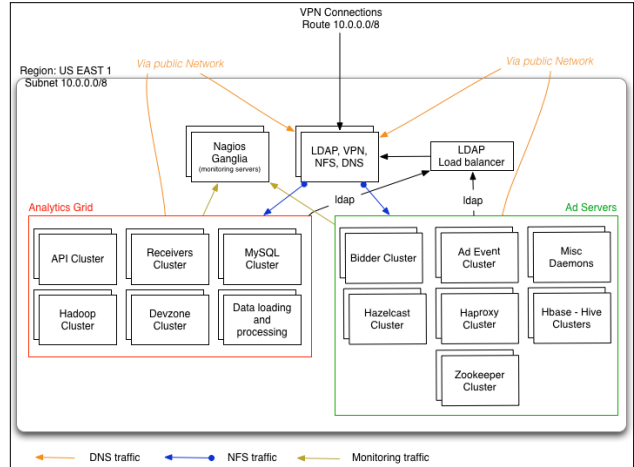 VPN Connections
Route 10.0.0.0/8
Via public Network
Via public Network
Region: US EAST 1
Subnet 10.0.0.0/8
Nagios
Ganglia
(monitoring servers)
LDAP, VPN,
NFS, DNS
LDAP
Load balancer
ldap
ldap
Analytics Grid
Ad Servers
API Cluster
Receivers
Cluster
MySQL
Cluster
Bidder Cluster
Ad Event
Cluster
Misc
Daemons
Hadoop
Cluster
Devzone
Cluster
Data loading
and
processing
Hazelcast
Cluster
Haproxy
Cluster
Hbase - Hive
Clusters
Zookeeper
Cluster
DNS traffic
NFS traffic
Monitoring traffic